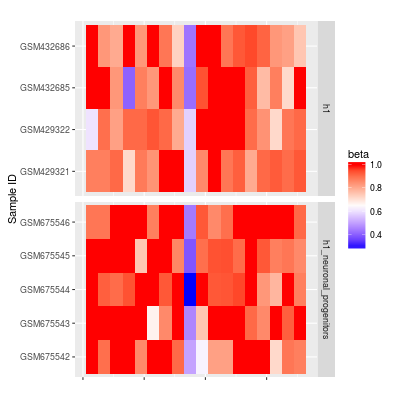 GSM432686
GSM432685
GSM429322
GSM429321
h1
GSM675546
GSM675545
GSM675544
GSM675543
GSM675542
h1_neuronal_progenitors
Sample ID
beta
1.0
0.8
0.6
0.4